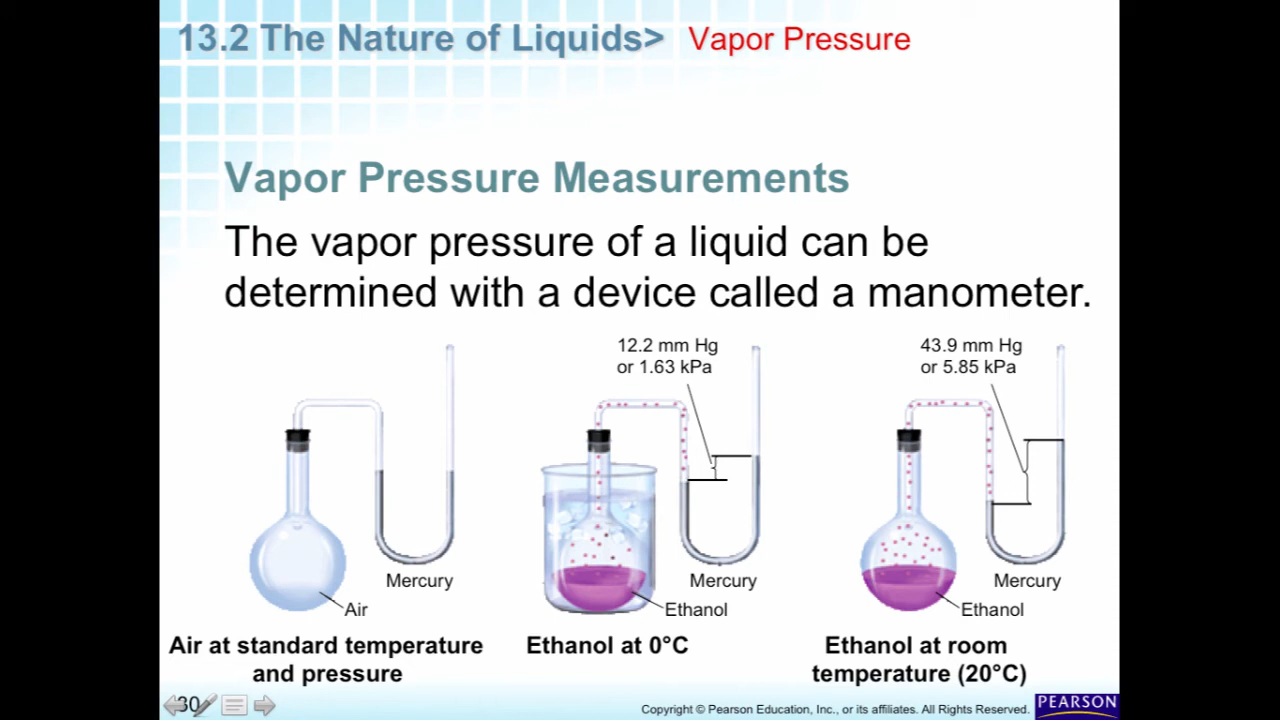 13.2 The Nature of Liquids> Vapor Pressure
Vapor Pressure Measurements
The vapor pressure of a liquid can be
determined with a device called a manometer.
12.2 mm Hg
or 1.63 kPa
43.9 mm Hg
or 5.85 kPa
Mercury
Air
Mercury
Ethanol
Mercury
Ethanol
Air at standard temperature
and pressure
Ethanol at 0°C
Ethanol at room
temperature (20°C)
30
Copyright © Pearson Education, Inc., or its affiliates. All Rights Reserved.
PEARSON